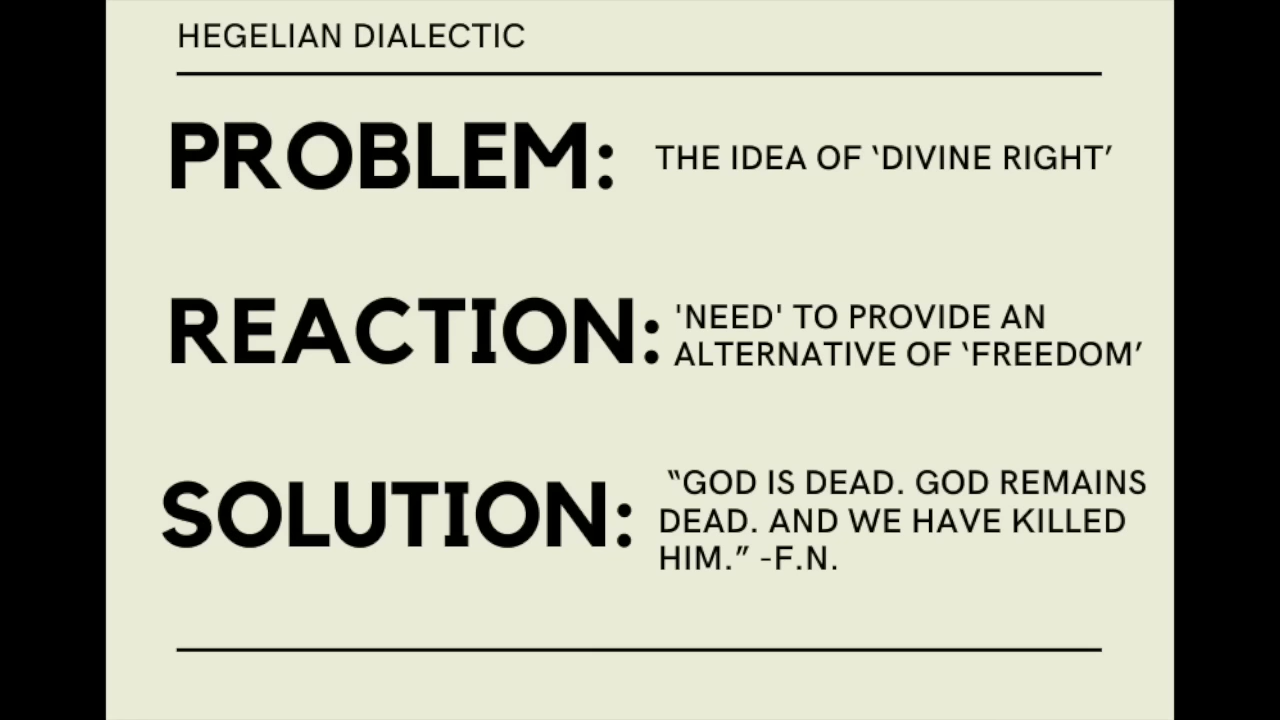 HEGELIAN DIALECTIC
PROBLEM: THE IDEA OF ‘DIVINE RIGHT’
REACTION: 'NEED' TO PROVIDE AN
ALTERNATIVE OF ‘FREEDOM’
SOLUTION: “GOD IS DEAD. GOD REMAINS
DEAD. AND WE HAVE KILLED
HIM.” -F.N.